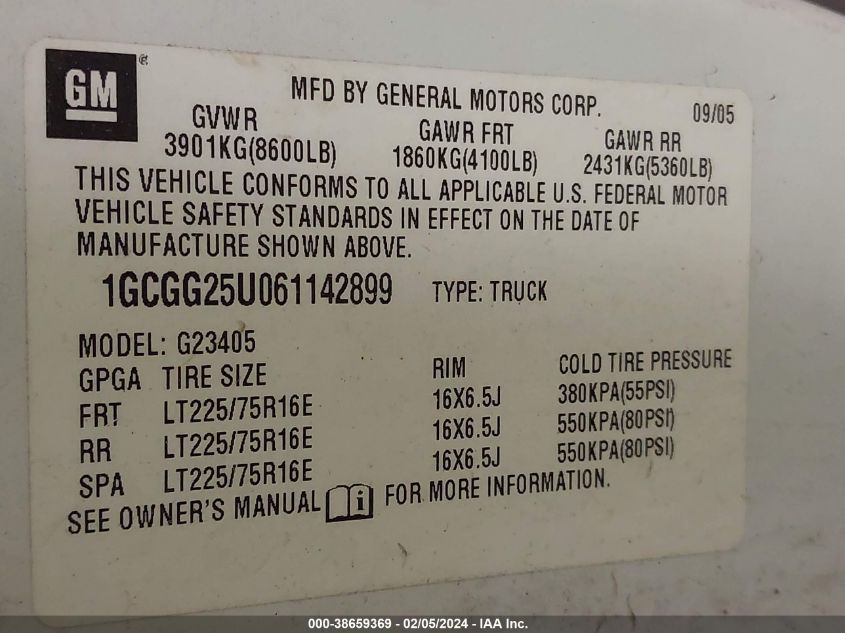 GM
®
MFD BY GENERAL MOTORS CORP. 09/05
GVWR GAWR FRT GAWR RR
3901KG(8600LB) 1860KG(4100LB) 2431KG(5360LB)
THIS VEHICLE CONFORMS TO ALL APPLICABLE U.S. FEDERAL MOTOR
VEHICLE SAFETY STANDARDS IN EFFECT ON THE DATE OF
MANUFACTURE SHOWN ABOVE.
1GCGG25U061142899 TYPE: TRUCK
MODEL: G23405
GPGA TIRE SIZE RIM COLD TIRE PRESSURE
FRT LT225/75R16E 16X6.5J 380KPA(55PSI)
RR LT225/75R16E 16X6.5J 550KPA(80PSI)
SPA LT225/75R16E 16X6.5J 550KPA(80PSI)
SEE OWNER'S MANUAL i FOR MORE INFORMATION.
000-38659369 - 02/05/2024 - IAA Inc.